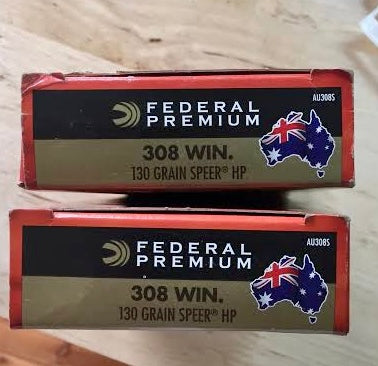 AU308S
FEDERAL
PREMIUM
308 WIN.
130 GRAIN SPEER® HP
AU308S
FEDERAL
PREMIUM
308 WIN.
130 GRAIN SPEER® HP